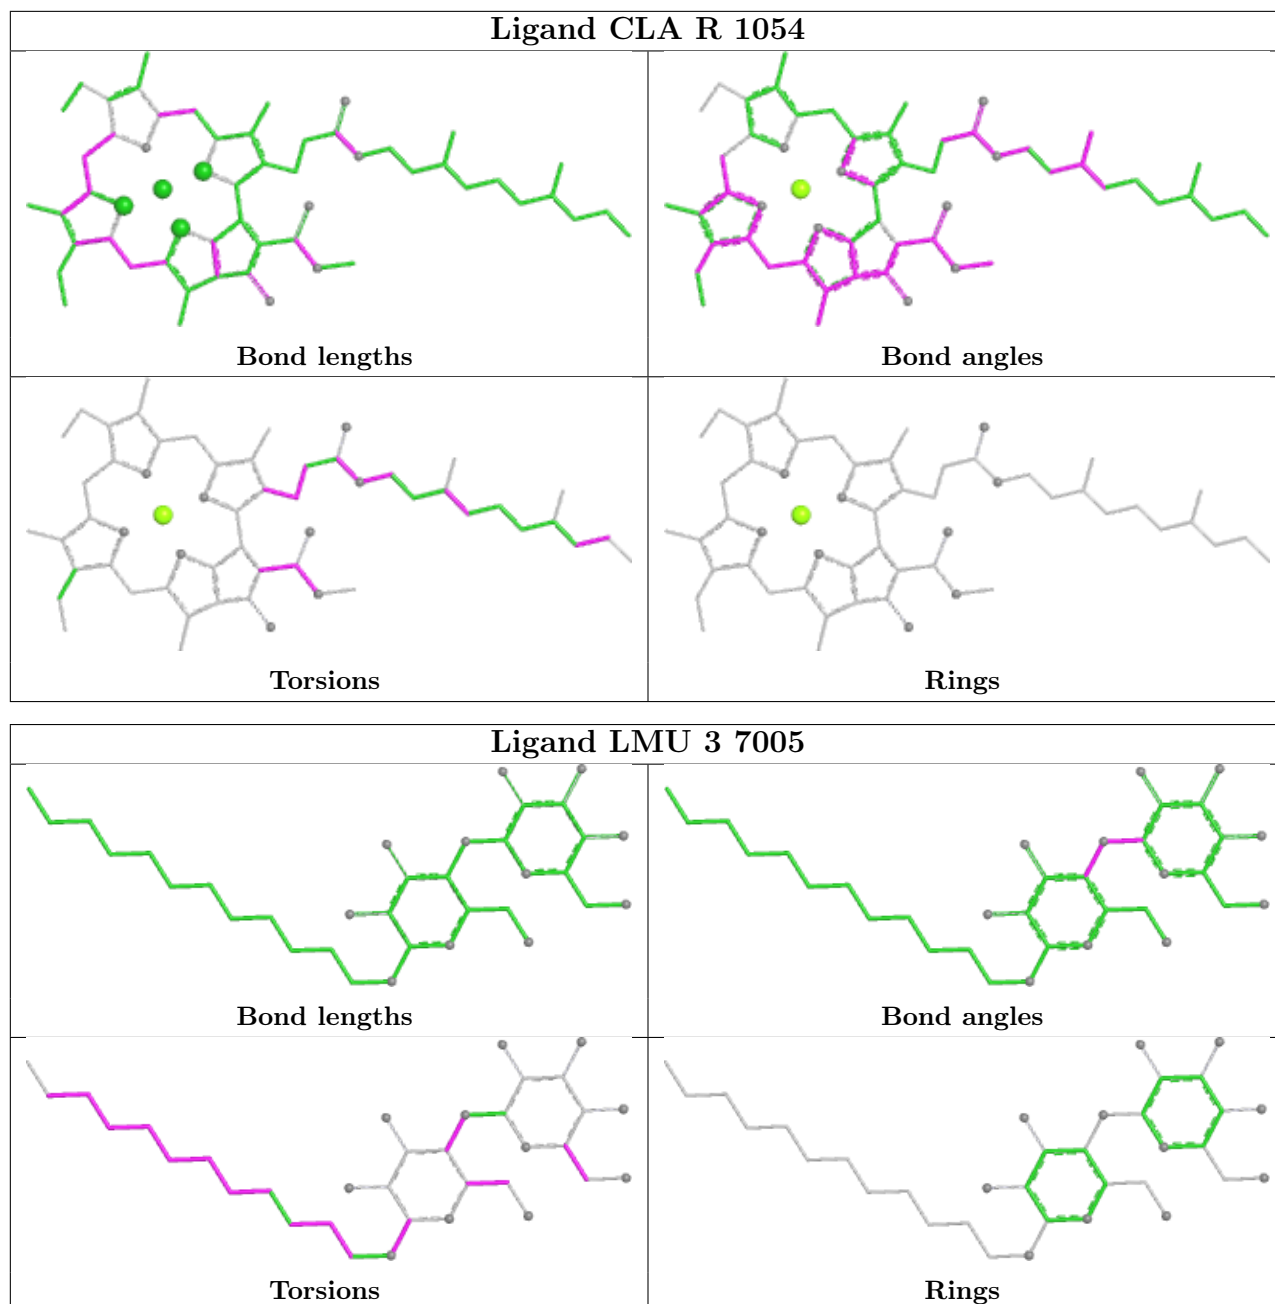 Ligand CLA R 1054
Bond lengths
Bond angles
Torsions
Rings
Ligand LMU 3 7005
Bond lengths
Bond angles
Torsions
Rings